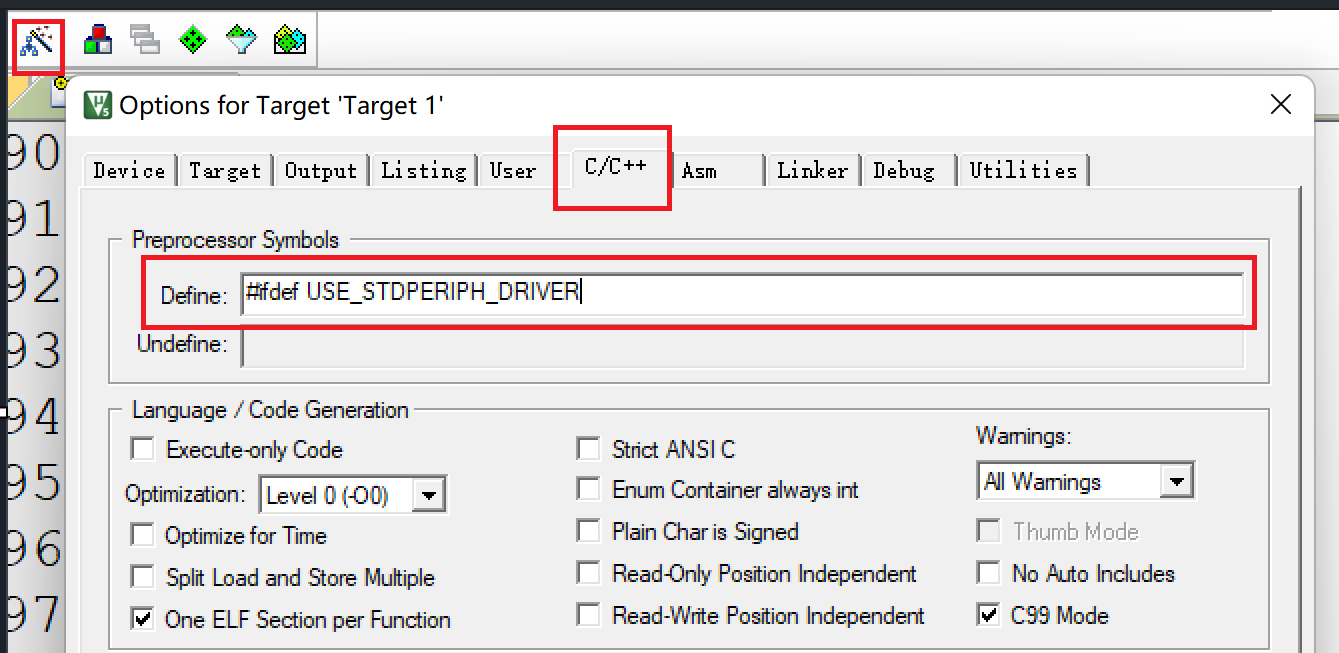 Options for Target 'Target 1'
90
91
92
93
94
95
96
97
Device Target Output Listing User C/C++ Asm Linker Debug Utilities
Preprocessor Symbols
Define: #ifdef USE_STDPERIPH_DRIVER
Undefine:
Language / Code Generation
Execute-only Code
Optimization: Level 0 (-O0)
Optimize for Time
Split Load and Store Multiple
One ELF Section per Function
Strict ANSI C
Enum Container always int
Plain Char is Signed
Read-Only Position Independent
Read-Write Position Independent
Warnings:
All Warnings
Thumb Mode
No Auto Includes
C99 Mode